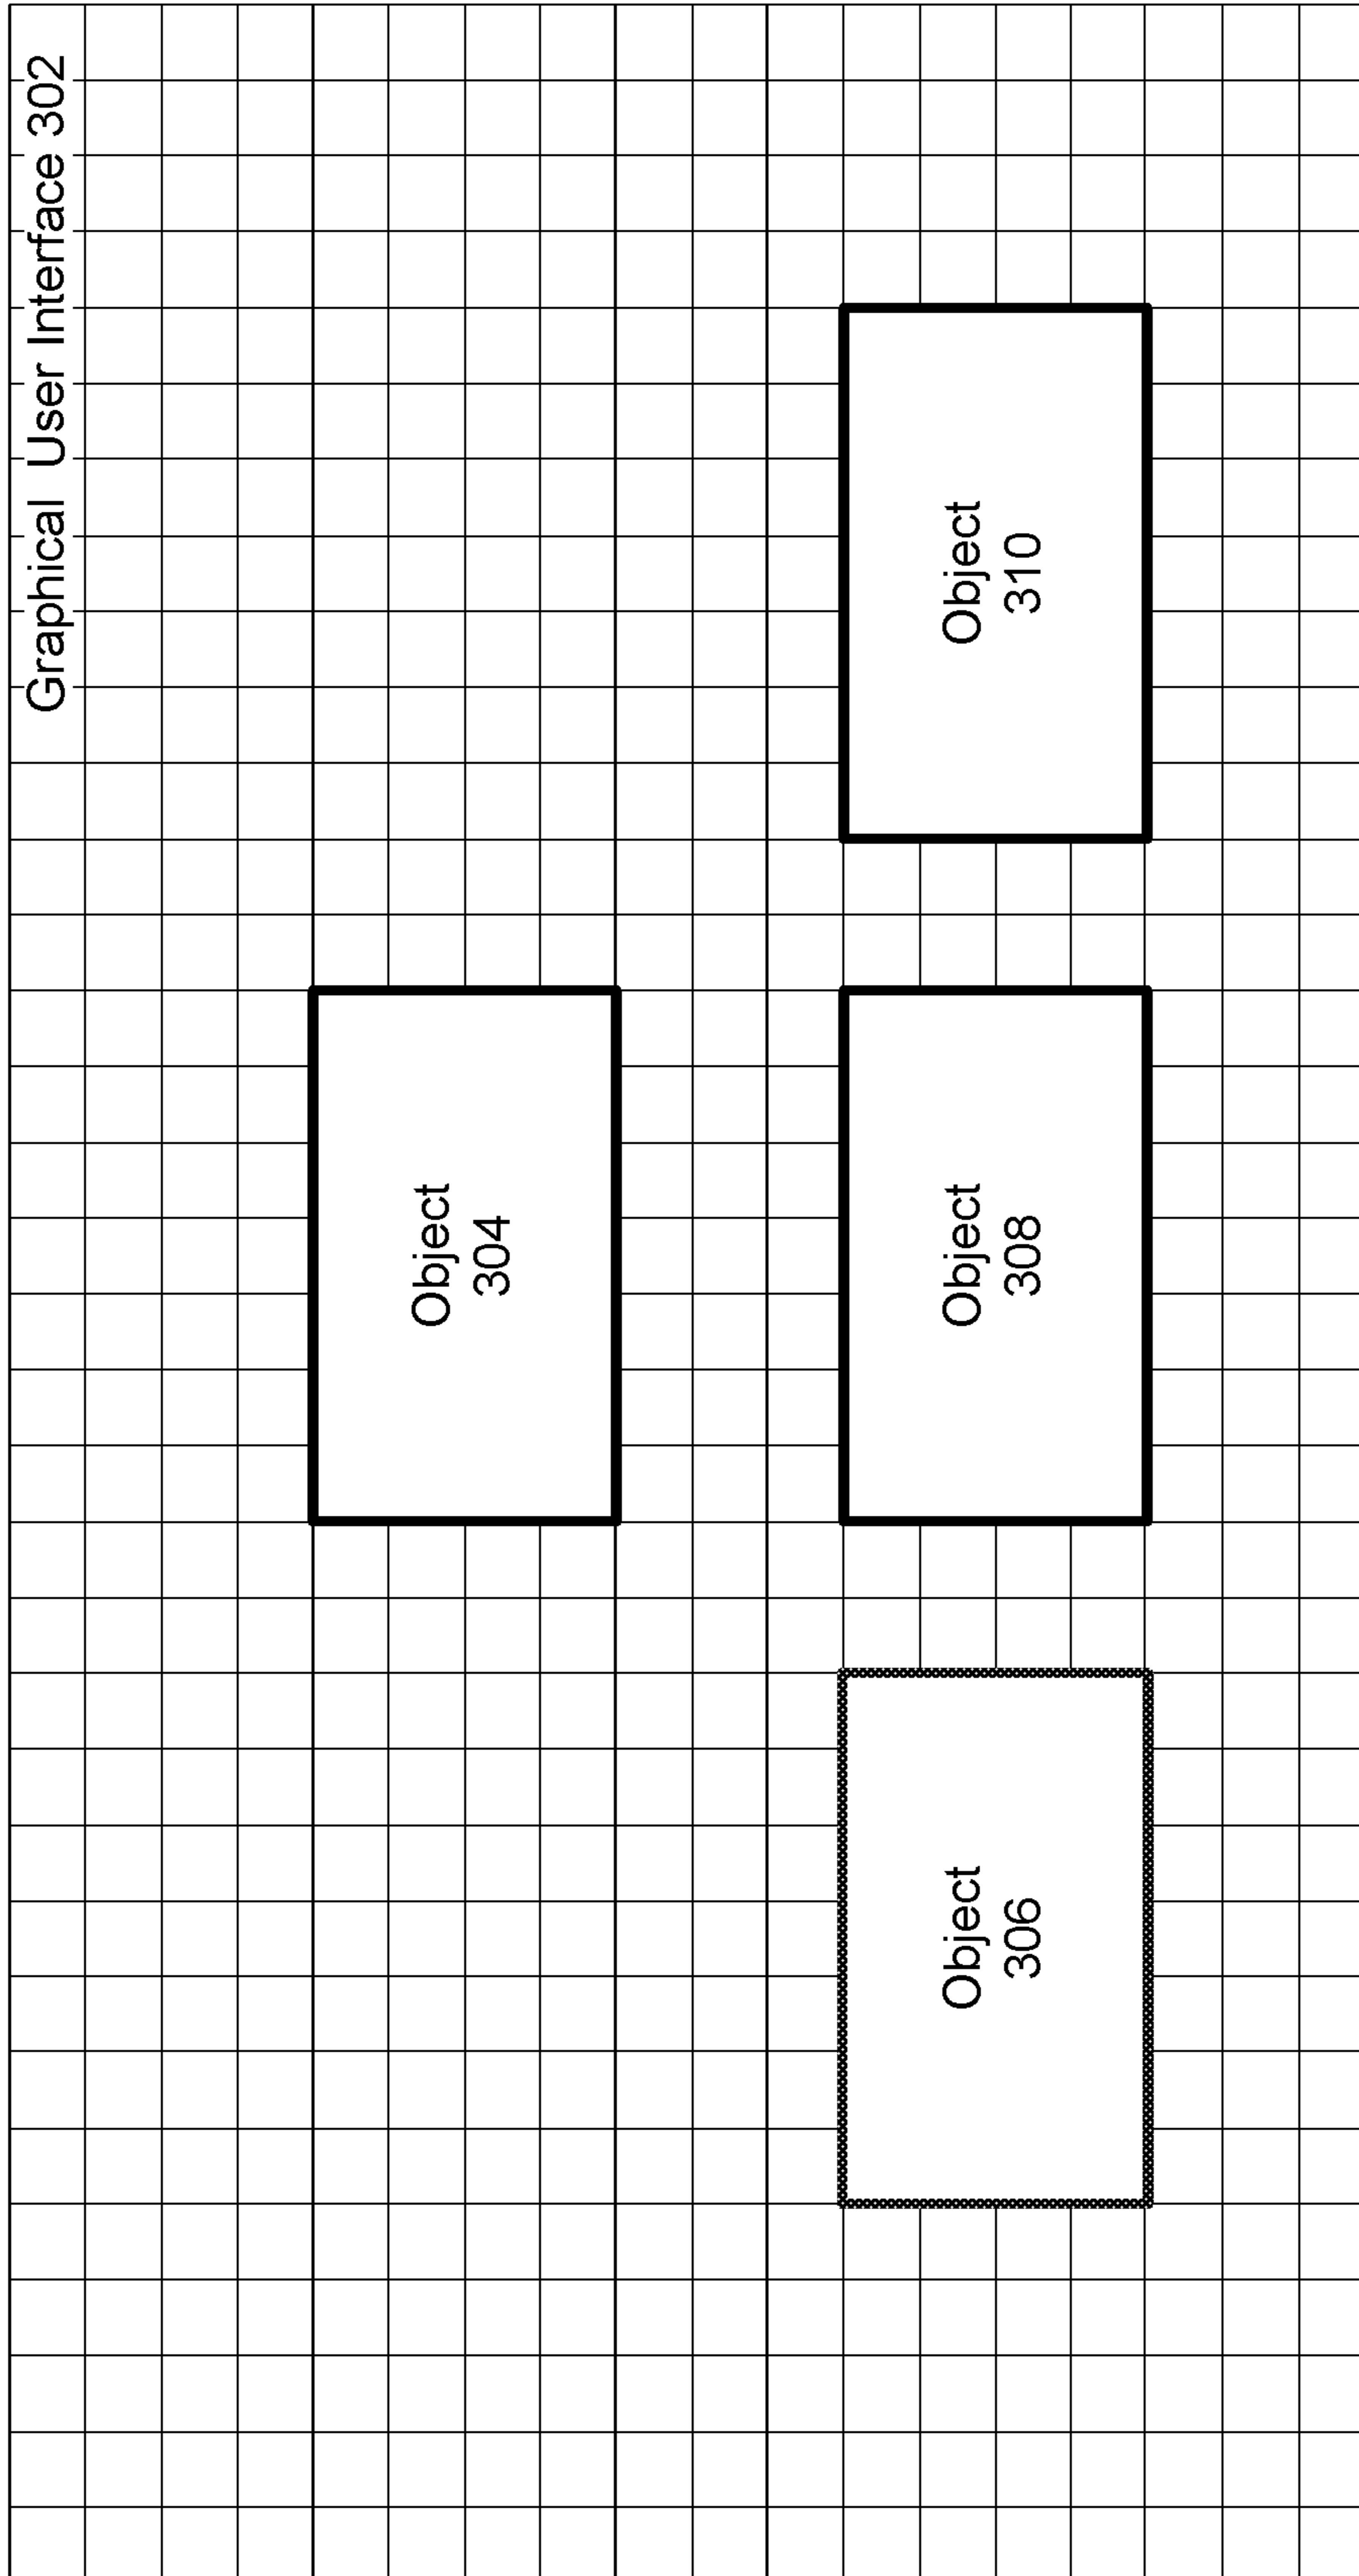 Graphical User Interface 302
Object
304
Object
306
Object
308
Object
310